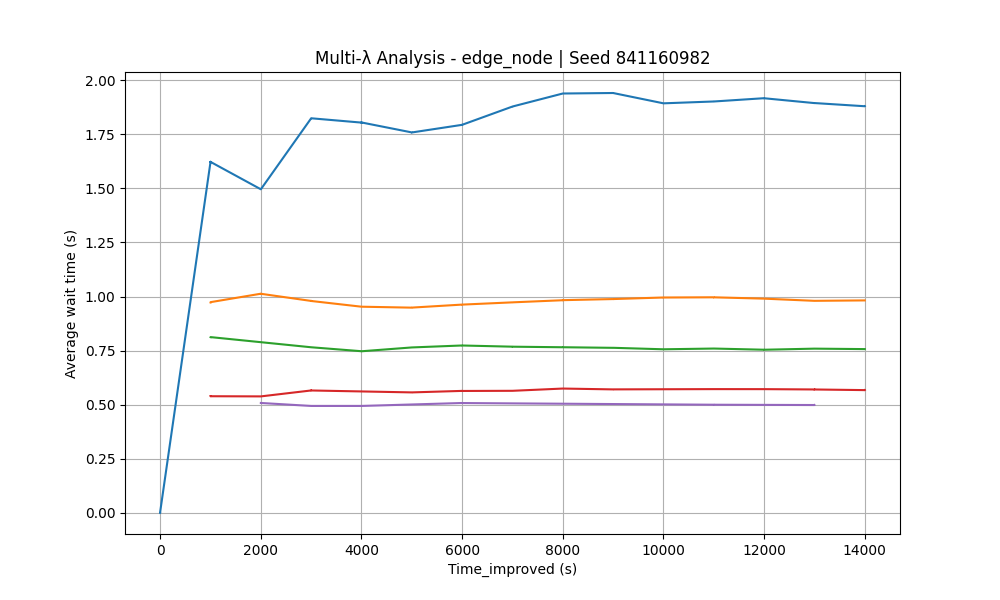 Multi-λ Analysis - edge_node | Seed 841160982
Average wait time (s)
2.00
1.75
1.50
1.25
1.00
0.75
0.50
0.25
0.00
0 2000 4000 6000 8000 10000 12000 14000
Time_improved (s)